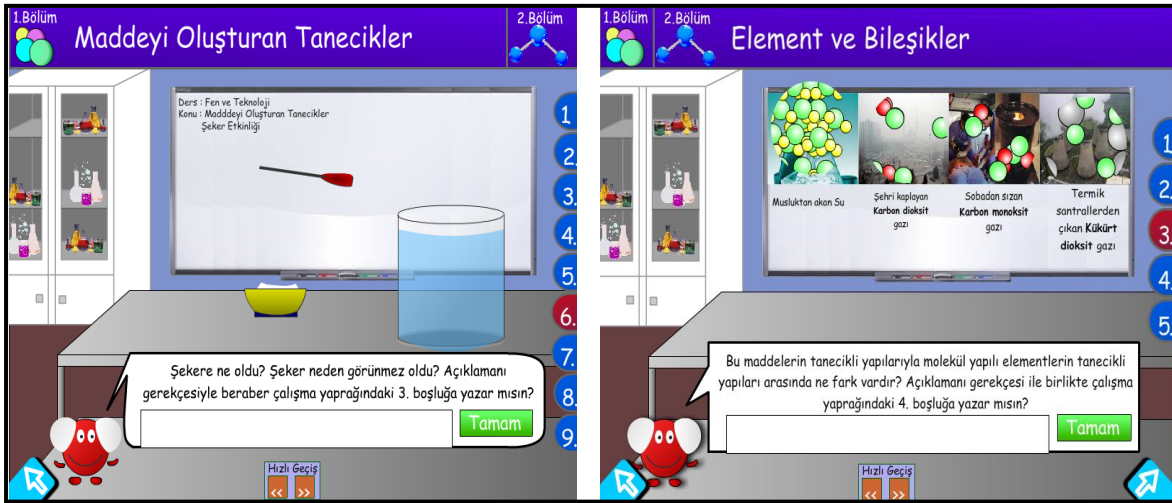 1.Bölüm
Maddeyi Oluşturan Tanecikler
2.Bölüm
Ders : Fen ve Teknoloji
Konu : Madddeyi Oluşturan Tanecikler
Şeker Etkinliği
1
2.
3.
4.
5.
6.
7.
8.
9.
Şekere ne oldu? Şeker neden görünmez oldu? Açıklamanı
gerekçesiyle beraber çalışma yaprağındaki 3. boşluğa yazar mısın?
Tamam
Hızlı Geçiş
<< >>
1.Bölüm
2.Bölüm
Element ve Bileşikler
Musluktan akan Su
Şehri kaplayan
Karbon dioksit
gazı
Sobadan sızan
Karbon monoksit
gazı
Termik
santrallerden
çıkan Kükürt
dioksit gazı
1
2.
3.
4.
5.
Bu maddelerin tanecikli yapılarıyla molekül yapılı elementlerin tanecikli
yapıları arasında ne fark vardır? Açıklamanı gerekçesi ile birlikte çalışma
yaprağındaki 4. boşluğa yazar mısın?
Tamam
Hızlı Geçiş
<< >>